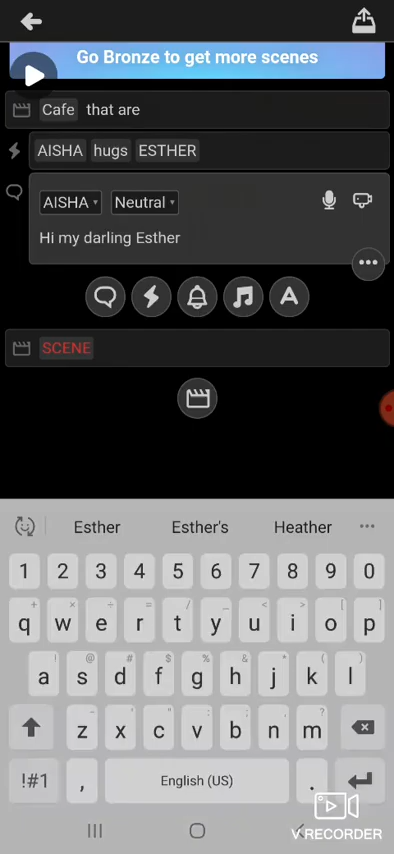 Go Bronze to get more scenes
Cafe that are
AISHA hugs ESTHER
AISHA Neutral
Hi my darling Esther
A
SCENE
Esther Esther's Heather
1 2 3 4 5 6 7 8 9 0
+ × ÷ = / _ < > [ ]
q w e r t y u i o p
! @ # $ % & ^ * ( )
a s d f g h j k l
- ' " : ; , ?
z x c v b n m
!#1 , English (US) .
V.RECORDER